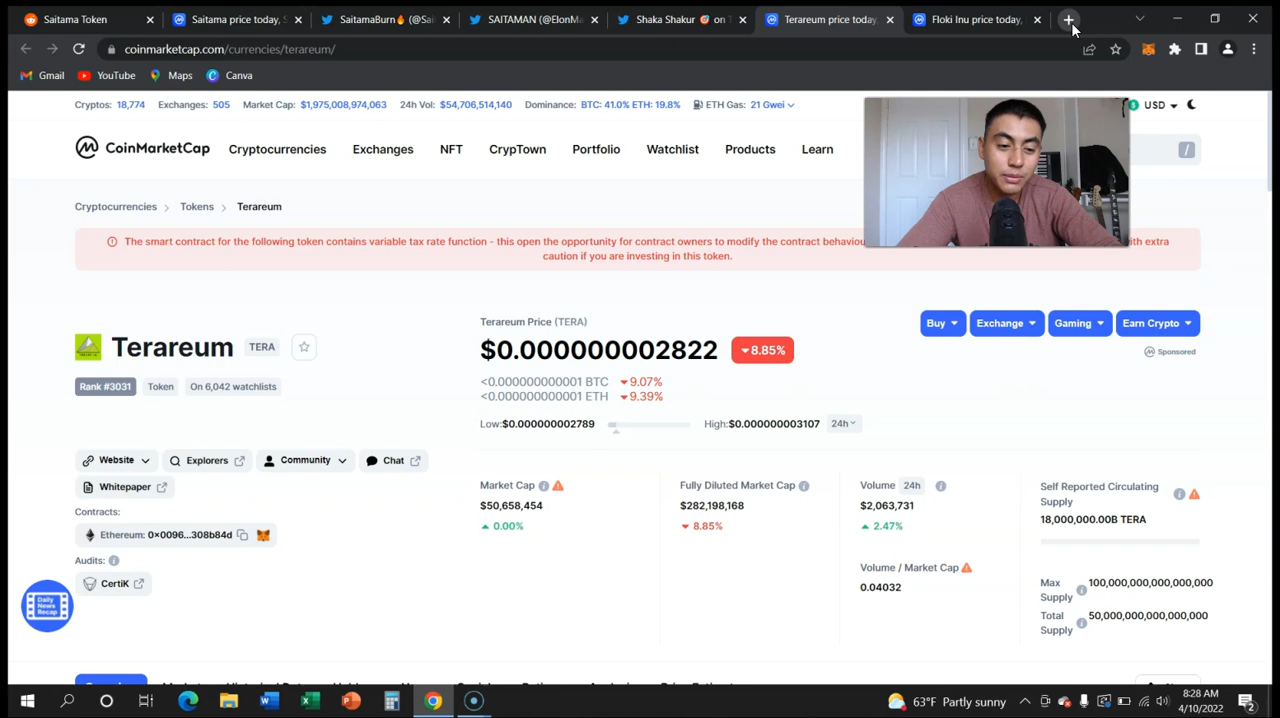 Saitama Token
Saitama price today, S
SaitamaBurn🔥 (@Sai
SAITAMAN (@ElonM
Shaka Shakur 🎯 on T
Terareum price today,
Floki Inu price today,
coinmarketcap.com/currencies/terareum/
Gmail
YouTube
Maps
Canva
Cryptos: 18,774 Exchanges: 505 Market Cap: $1,975,008,974,063 24h Vol: $54,706,514,140 Dominance: BTC: 41.0% ETH: 19.8% ETH Gas: 21 Gwei
USD
CoinMarketCap
Cryptocurrencies
Exchanges
NFT
CrypTown
Portfolio
Watchlist
Products
Learn
/
Cryptocurrencies > Tokens > Terareum
The smart contract for the following token contains variable tax rate function - this open the opportunity for contract owners to modify the contract behaviou
with extra
caution if you are investing in this token.
Terareum Price (TERA)
Buy
Exchange
Gaming
Earn Crypto
Terareum TERA
$0.000000002822 8.85%
Sponsored
Rank #3031 Token On 6,042 watchlists
<0.000000000001 BTC 9.07%
<0.000000000001 ETH 9.39%
Low:$0.000000002789 High:$0.000000003107 24h
Website
Explorers
Community
Chat
Whitepaper
Contracts:
Ethereum: 0x0096...308b84d
Audits:
CertiK
Daily
News
Recap
Market Cap
$50,658,454
0.00%
Fully Diluted Market Cap
$282,198,168
8.85%
Volume 24h
$2,063,731
2.47%
Volume / Market Cap
0.04032
Self Reported Circulating
Supply
18,000,000.00B TERA
Max
Supply
100,000,000,000,000,000
Total
Supply
50,000,000,000,000,000
63°F Partly sunny
8:28 AM
4/10/2022
2